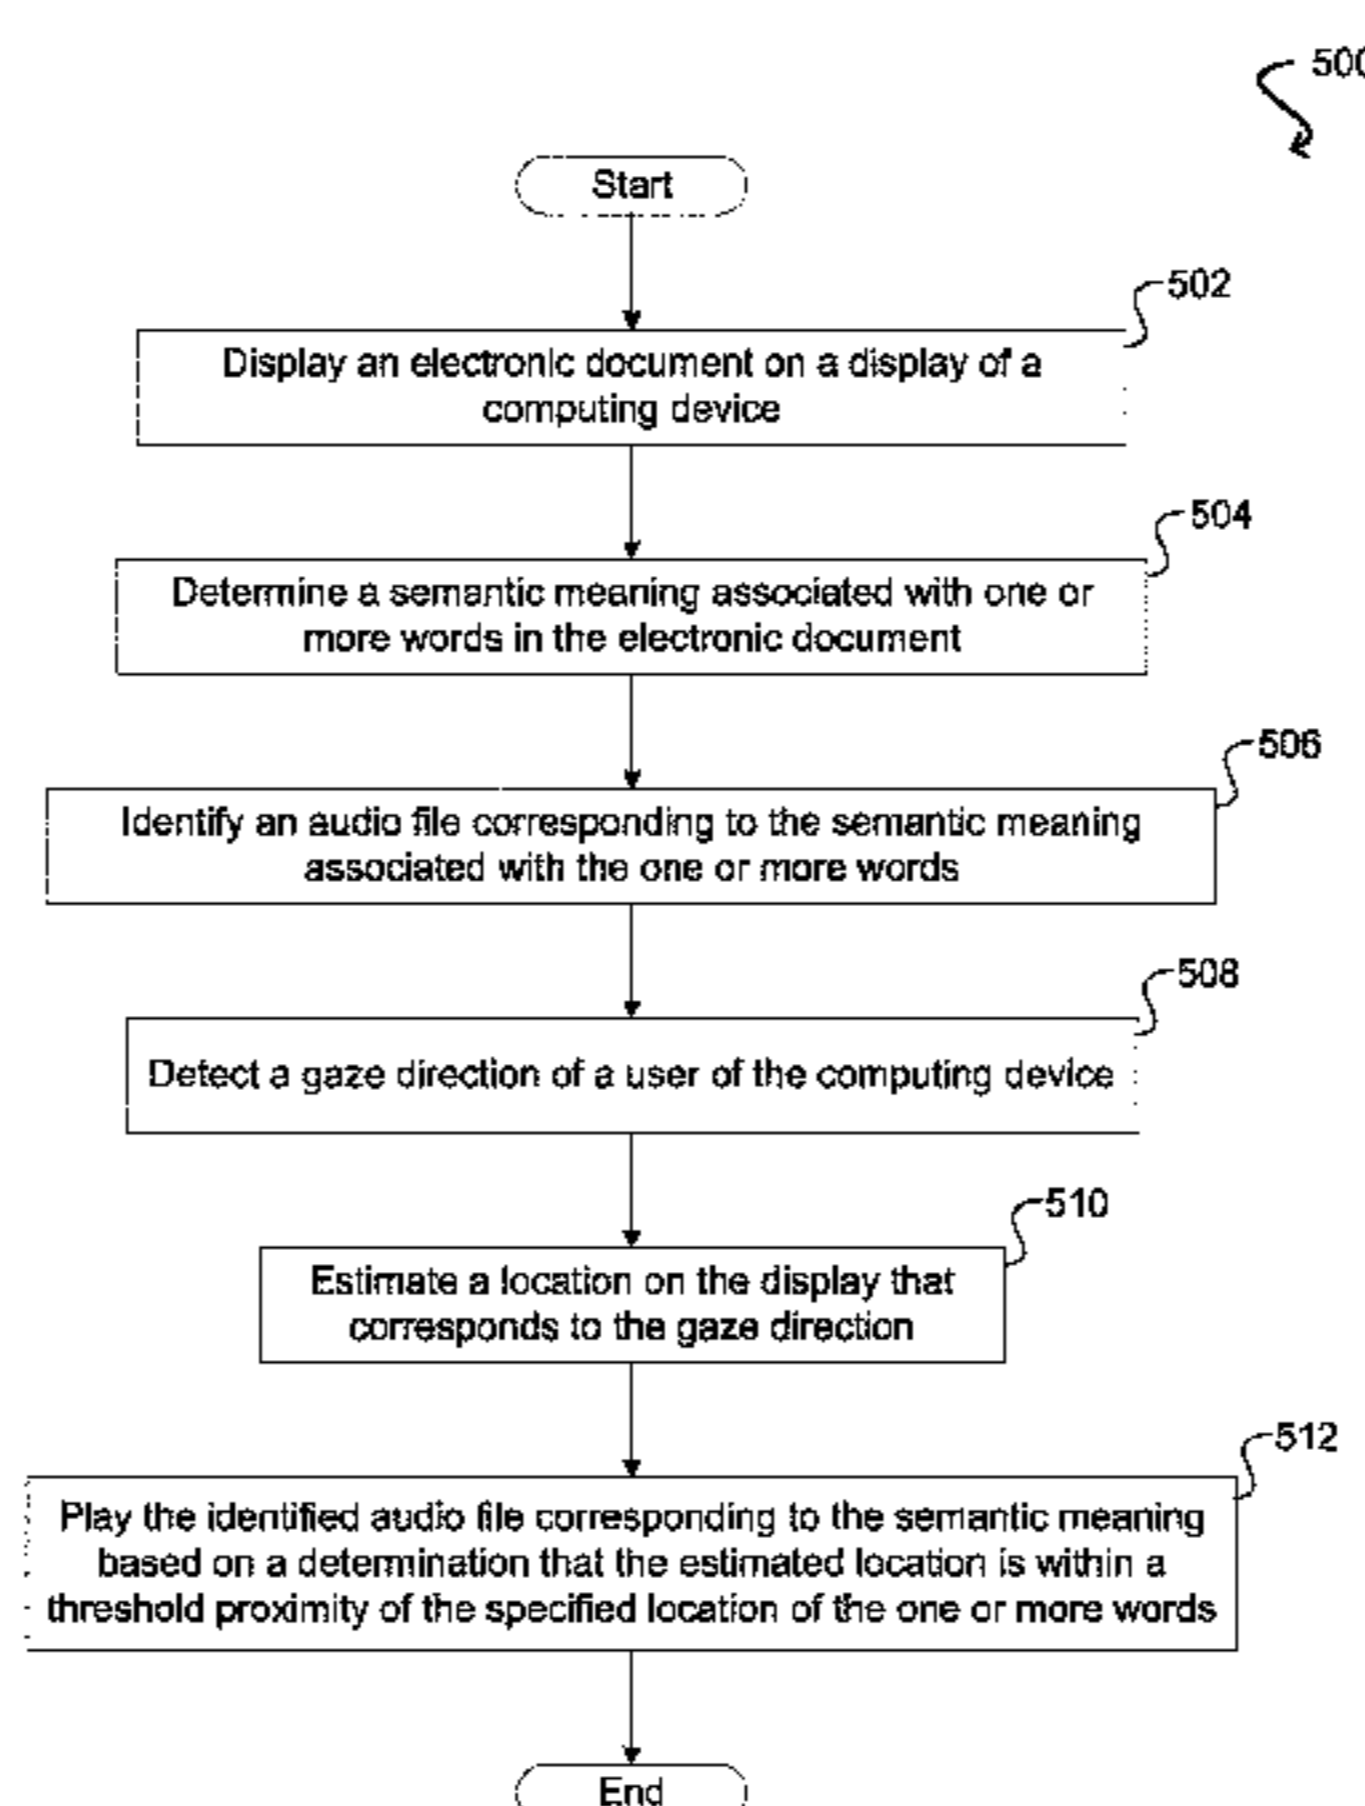 500
Start
502
Display an electronic document on a display of a
computing device
504
Determine a semantic meaning associated with one or
more words in the electronic document
506
Identify an audio file corresponding to the semantic meaning
associated with the one or more words
508
Detect a gaze direction of a user of the computing device
510
Estimate a location on the display that
corresponds to the gaze direction
512
Play the identified audio file corresponding to the semantic meaning
based on a determination that the estimated location is within a
threshold proximity of the specified location of the one or more words
End